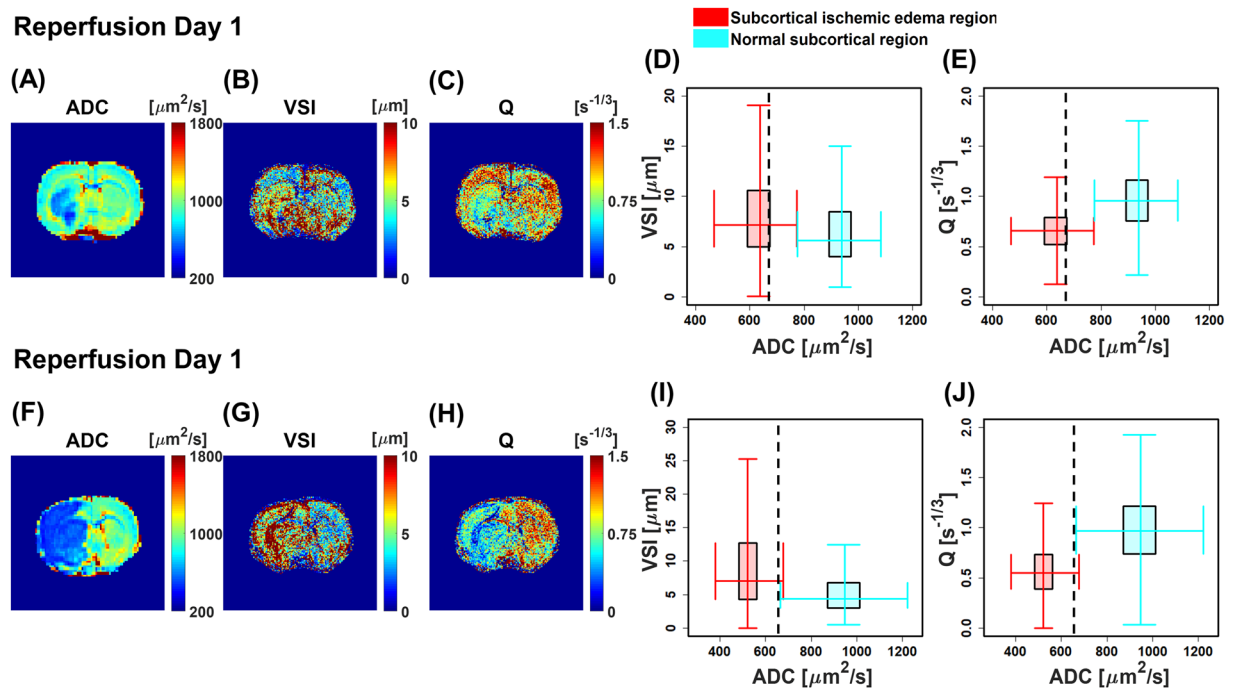 Reperfusion Day 1
Subcortical ischemic edema region
Normal subcortical region
(A)
ADC
[μm²/s]
1800
1000
200
(B)
VSI
[μm]
10
5
0
(C)
Q
[s⁻¹/³]
1.5
0.75
0
(D)
VSI [μm]
20
15
10
5
0
400 600 800 1000 1200
ADC [μm²/s]
(E)
Q [s⁻¹/³]
2.0
1.5
1.0
0.5
0.0
400 600 800 1000 1200
ADC [μm²/s]
Reperfusion Day 1
(F)
ADC
[μm²/s]
1800
1000
200
(G)
VSI
[μm]
10
5
0
(H)
Q
[s⁻¹/³]
1.5
0.75
0
(I)
VSI [μm]
30
25
20
15
10
5
0
400 600 800 1000 1200
ADC [μm²/s]
(J)
Q [s⁻¹/³]
2.0
1.5
1.0
0.5
0.0
400 600 800 1000 1200
ADC [μm²/s]